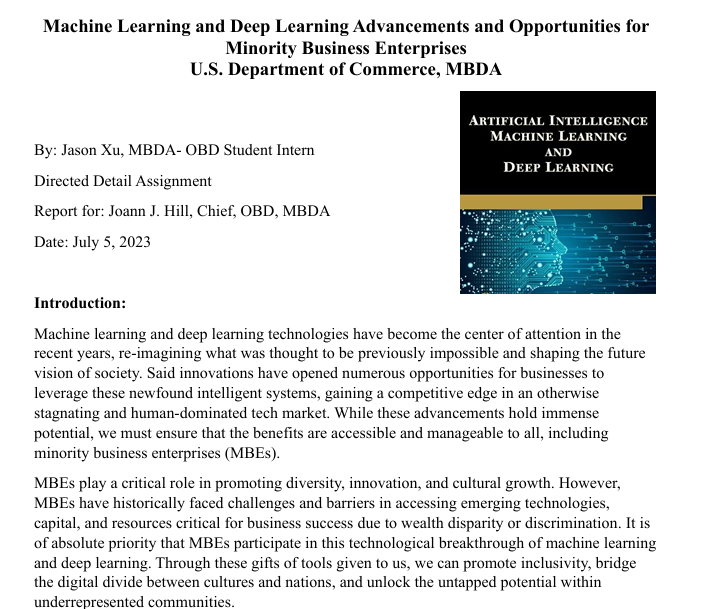 Machine Learning and Deep Learning Advancements and Opportunities for
Minority Business Enterprises
U.S. Department of Commerce, MBDA
ARTIFICIAL INTELLIGENCE
MACHINE LEARNING
AND
DEEP LEARNING
By: Jason Xu, MBDA- OBD Student Intern
Directed Detail Assignment
Report for: Joann J. Hill, Chief, OBD, MBDA
Date: July 5, 2023
Introduction:
Machine learning and deep learning technologies have become the center of attention in the
recent years, re-imagining what was thought to be previously impossible and shaping the future
vision of society. Said innovations have opened numerous opportunities for businesses to
leverage these newfound intelligent systems, gaining a competitive edge in an otherwise
stagnating and human-dominated tech market. While these advancements hold immense
potential, we must ensure that the benefits are accessible and manageable to all, including
minority business enterprises (MBEs).
MBEs play a critical role in promoting diversity, innovation, and cultural growth. However,
MBEs have historically faced challenges and barriers in accessing emerging technologies,
capital, and resources critical for business success due to wealth disparity or discrimination. It is
of absolute priority that MBEs participate in this technological breakthrough of machine learning
and deep learning. Through these gifts of tools given to us, we can promote inclusivity, bridge
the digital divide between cultures and nations, and unlock the untapped potential within
underrepresented communities.